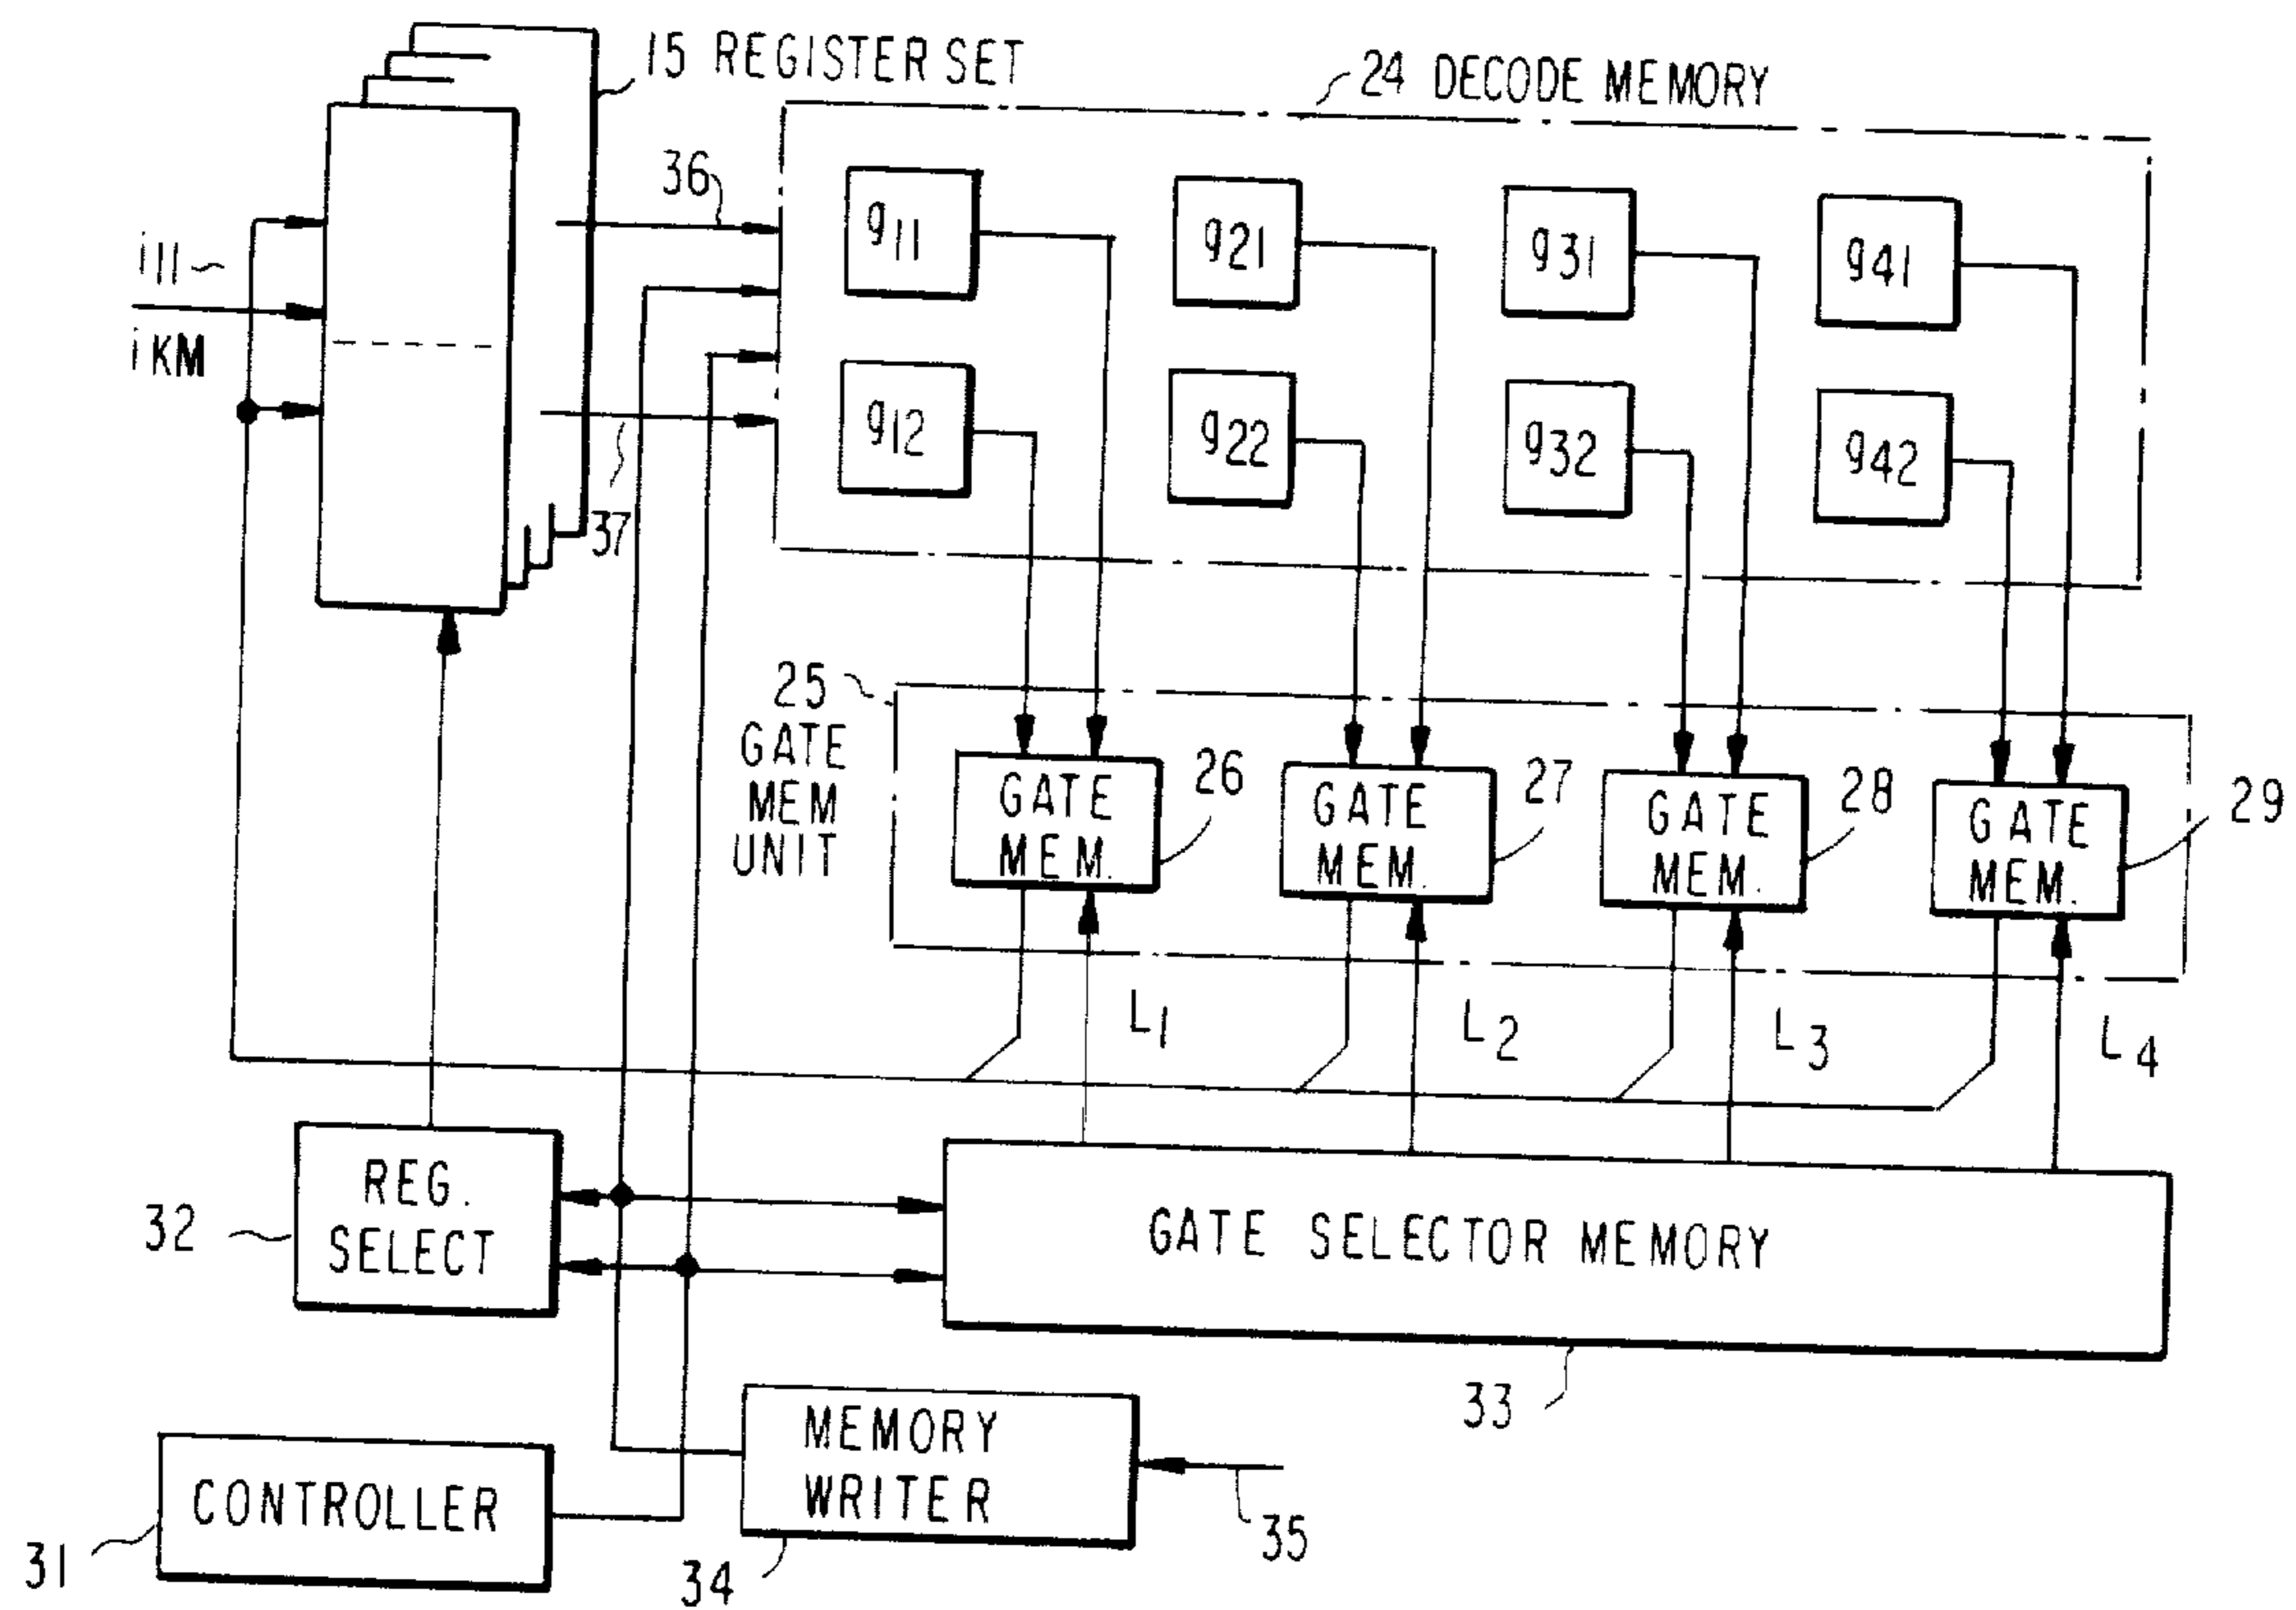 15 REGISTER SET
24 DECODE MEMORY
36
i11
iKM
g11
g21
g31
g41
g12
g22
g32
g42
37
25
GATE
MEM
UNIT
GATE
MEM.
26
GATE
MEM.
27
GATE
MEM.
28
GATE
MEM.
29
L1
L2
L3
L4
32
REG.
SELECT
GATE SELECTOR MEMORY
33
MEMORY
WRITER
34
35
CONTROLLER
31